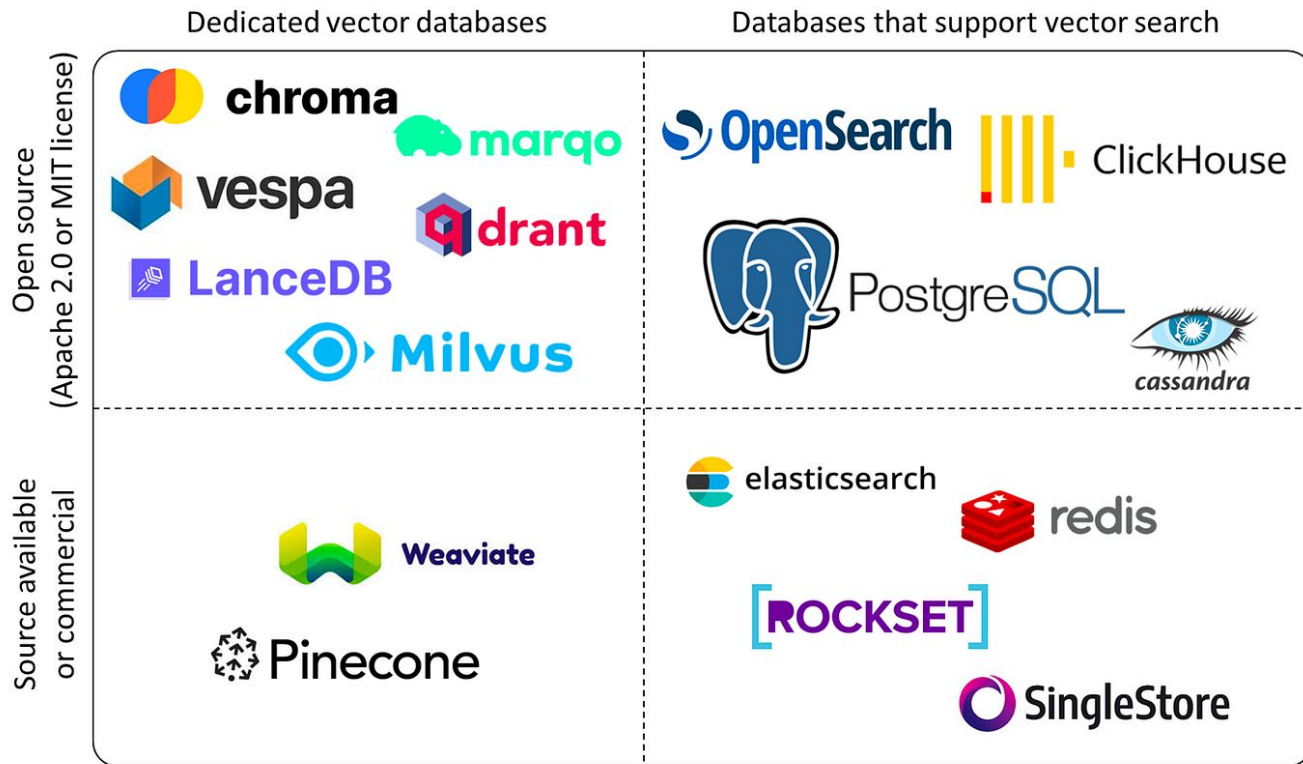 Dedicated vector databases
Databases that support vector search
Open source
(Apache 2.0 or MIT license)
chroma
marqo
vespa
qdrant
LanceDB
Milvus
OpenSearch
ClickHouse
PostgreSQL
cassandra
Source available
or commercial
Weaviate
Pinecone
elasticsearch
redis
[ROCKSET]
SingleStore